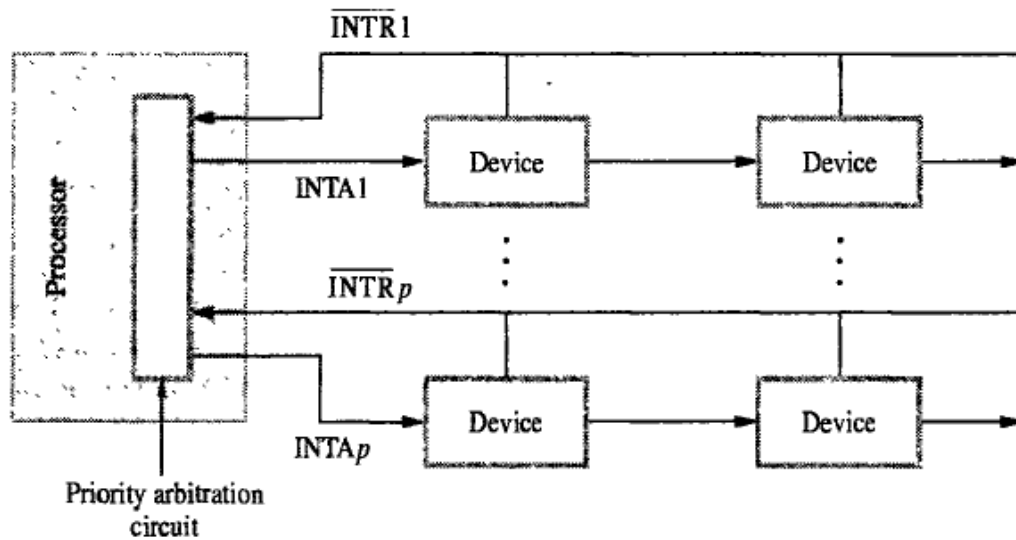 INTR1
Processor
Device
Device
INTA1
INTRp
Device
Device
INTAp
Priority arbitration
circuit